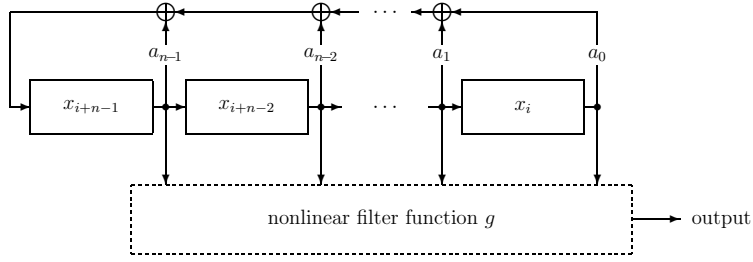 ⋯
a_{n-1} a_{n-2} a_1 a_0
x_{i+n-1} x_{i+n-2} ⋯ x_i
nonlinear filter function g output